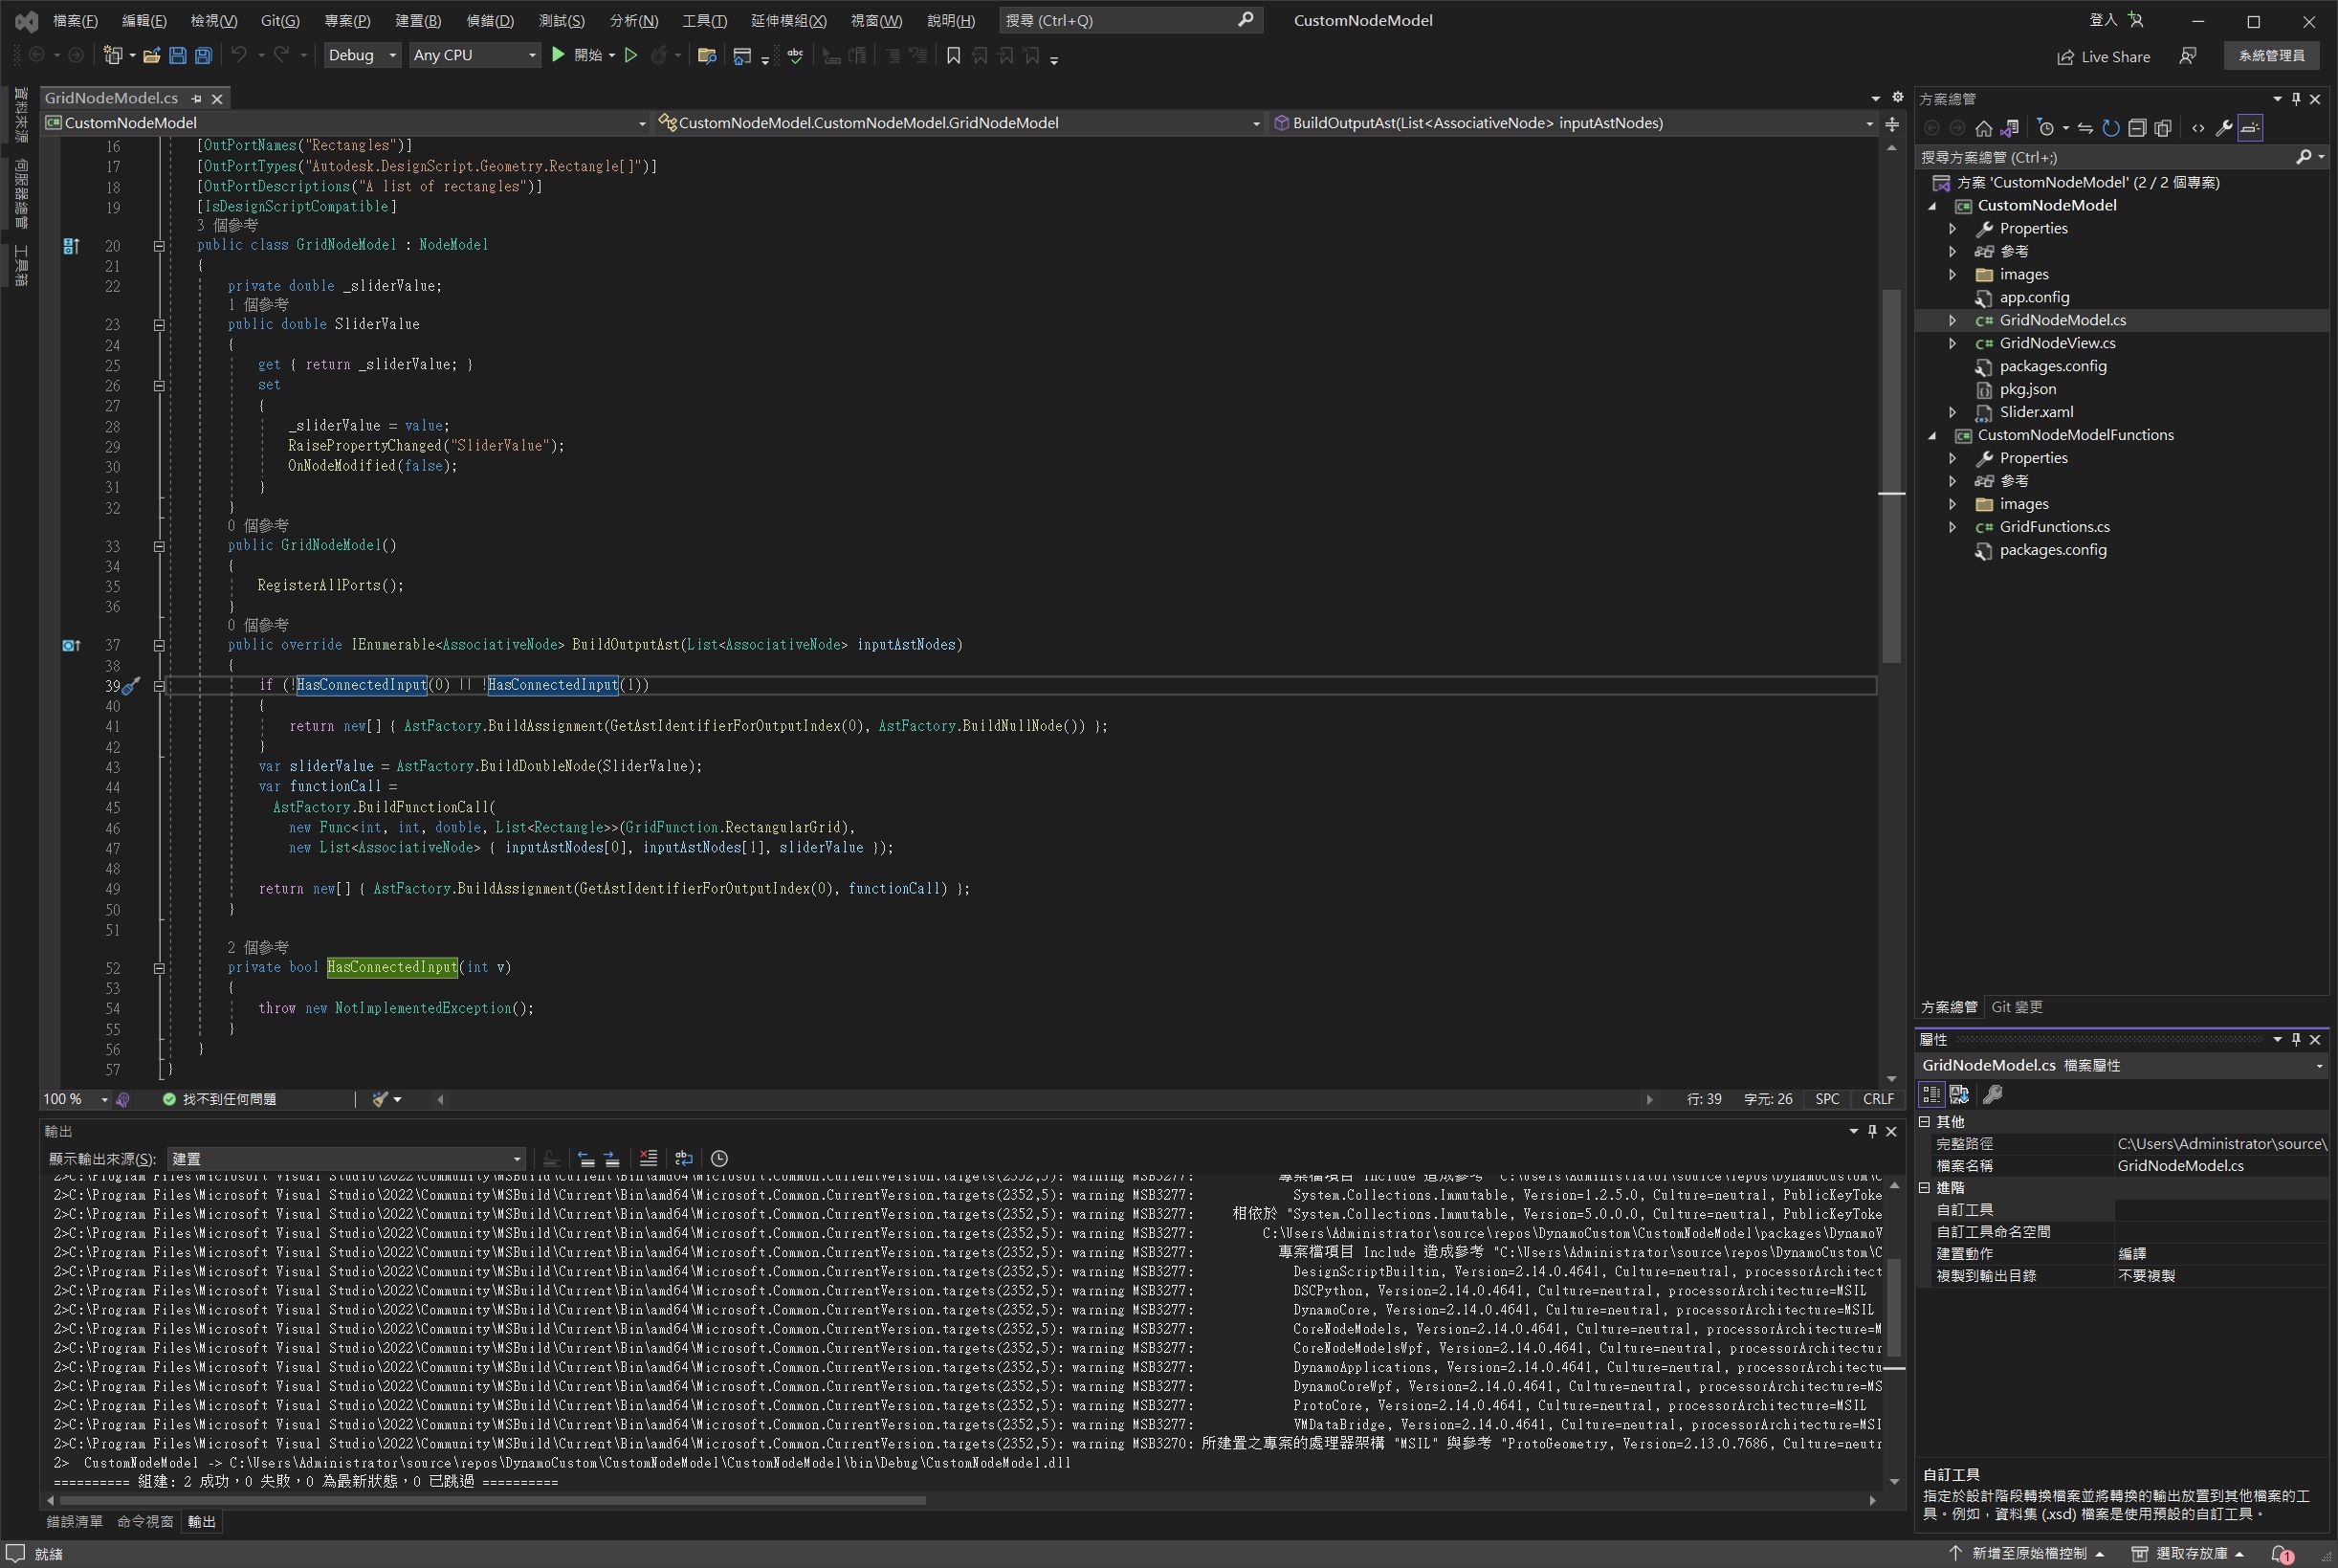 檔案(F) 編輯(E) 檢視(V) Git(G) 專案(P) 建置(B) 偵錯(D) 測試(S) 分析(N) 工具(T) 延伸模組(X) 視窗(W) 說明(H) 搜尋 (Ctrl+Q) CustomNodeModel 登入
Debug Any CPU 開始 Live Share 系統管理員
資料來源
伺服器總管
工具箱
GridNodeModel.cs
CustomNodeModel CustomNodeModel.CustomNodeModel.GridNodeModel BuildOutputAst(List<AssociativeNode> inputAstNodes)
16 [OutPortNames("Rectangles")]
17 [OutPortTypes("Autodesk.DesignScript.Geometry.Rectangle[]")]
18 [OutPortDescriptions("A list of rectangles")]
19 [IsDesignScriptCompatible]
3 個參考
20 public class GridNodeModel : NodeModel
21 {
22 private double _sliderValue;
1 個參考
23 public double SliderValue
24 {
25 get { return _sliderValue; }
26 set
27 {
28 _sliderValue = value;
29 RaisePropertyChanged("SliderValue");
30 OnNodeModified(false);
31 }
32 }
0 個參考
33 public GridNodeModel()
34 {
35 RegisterAllPorts();
36 }
0 個參考
37 public override IEnumerable<AssociativeNode> BuildOutputAst(List<AssociativeNode> inputAstNodes)
38 {
39 if (!HasConnectedInput(0) || !HasConnectedInput(1))
40 {
41 return new[] { AstFactory.BuildAssignment(GetAstIdentifierForOutputIndex(0), AstFactory.BuildNullNode()) };
42 }
43 var sliderValue = AstFactory.BuildDoubleNode(SliderValue);
44 var functionCall =
45 AstFactory.BuildFunctionCall(
46 new Func<int, int, double, List<Rectangle>>(GridFunction.RectangularGrid),
47 new List<AssociativeNode> { inputAstNodes[0], inputAstNodes[1], sliderValue });
48
49 return new[] { AstFactory.BuildAssignment(GetAstIdentifierForOutputIndex(0), functionCall) };
50 }
51
2 個參考
52 private bool HasConnectedInput(int v)
53 {
54 throw new NotImplementedException();
55 }
56 }
57 }
100 % 找不到任何問題 行: 39 字元: 26 SPC CRLF
輸出
顯示輸出來源(S): 建置
2>C:\Program Files\Microsoft Visual Studio\2022\Community\MSBuild\Current\Bin\amd64\Microsoft.Common.CurrentVersion.targets(2352,5): warning MSB3277: 專案檔項目 Include 造成參考 "C:\Users\Administrator\source\repos\DynamoCustom\C
2>C:\Program Files\Microsoft Visual Studio\2022\Community\MSBuild\Current\Bin\amd64\Microsoft.Common.CurrentVersion.targets(2352,5): warning MSB3277: System.Collections.Immutable, Version=1.2.5.0, Culture=neutral, PublicKeyToke
2>C:\Program Files\Microsoft Visual Studio\2022\Community\MSBuild\Current\Bin\amd64\Microsoft.Common.CurrentVersion.targets(2352,5): warning MSB3277: 相依於 "System.Collections.Immutable, Version=5.0.0.0, Culture=neutral, PublicKeyToke
2>C:\Program Files\Microsoft Visual Studio\2022\Community\MSBuild\Current\Bin\amd64\Microsoft.Common.CurrentVersion.targets(2352,5): warning MSB3277: C:\Users\Administrator\source\repos\DynamoCustom\CustomNodeModel\packages\DynamoV
2>C:\Program Files\Microsoft Visual Studio\2022\Community\MSBuild\Current\Bin\amd64\Microsoft.Common.CurrentVersion.targets(2352,5): warning MSB3277: 專案檔項目 Include 造成參考 "C:\Users\Administrator\source\repos\DynamoCustom\C
2>C:\Program Files\Microsoft Visual Studio\2022\Community\MSBuild\Current\Bin\amd64\Microsoft.Common.CurrentVersion.targets(2352,5): warning MSB3277: DesignScriptBuiltin, Version=2.14.0.4641, Culture=neutral, processorArchitect
2>C:\Program Files\Microsoft Visual Studio\2022\Community\MSBuild\Current\Bin\amd64\Microsoft.Common.CurrentVersion.targets(2352,5): warning MSB3277: DSCPython, Version=2.14.0.4641, Culture=neutral, processorArchitecture=MSIL
2>C:\Program Files\Microsoft Visual Studio\2022\Community\MSBuild\Current\Bin\amd64\Microsoft.Common.CurrentVersion.targets(2352,5): warning MSB3277: DynamoCore, Version=2.14.0.4641, Culture=neutral, processorArchitecture=MSIL
2>C:\Program Files\Microsoft Visual Studio\2022\Community\MSBuild\Current\Bin\amd64\Microsoft.Common.CurrentVersion.targets(2352,5): warning MSB3277: CoreNodeModels, Version=2.14.0.4641, Culture=neutral, processorArchitecture=M
2>C:\Program Files\Microsoft Visual Studio\2022\Community\MSBuild\Current\Bin\amd64\Microsoft.Common.CurrentVersion.targets(2352,5): warning MSB3277: CoreNodeModelsWpf, Version=2.14.0.4641, Culture=neutral, processorArchitectur
2>C:\Program Files\Microsoft Visual Studio\2022\Community\MSBuild\Current\Bin\amd64\Microsoft.Common.CurrentVersion.targets(2352,5): warning MSB3277: DynamoApplications, Version=2.14.0.4641, Culture=neutral, processorArchitectu
2>C:\Program Files\Microsoft Visual Studio\2022\Community\MSBuild\Current\Bin\amd64\Microsoft.Common.CurrentVersion.targets(2352,5): warning MSB3277: DynamoCoreWpf, Version=2.14.0.4641, Culture=neutral, processorArchitecture=MS
2>C:\Program Files\Microsoft Visual Studio\2022\Community\MSBuild\Current\Bin\amd64\Microsoft.Common.CurrentVersion.targets(2352,5): warning MSB3277: ProtoCore, Version=2.14.0.4641, Culture=neutral, processorArchitecture=MSIL
2>C:\Program Files\Microsoft Visual Studio\2022\Community\MSBuild\Current\Bin\amd64\Microsoft.Common.CurrentVersion.targets(2352,5): warning MSB3277: VMDataBridge, Version=2.14.0.4641, Culture=neutral, processorArchitecture=MSI
2>C:\Program Files\Microsoft Visual Studio\2022\Community\MSBuild\Current\Bin\amd64\Microsoft.Common.CurrentVersion.targets(2352,5): warning MSB3270: 所建置之專案的處理器架構 "MSIL" 與參考 "ProtoGeometry, Version=2.13.0.7686, Culture=neutr
2> CustomNodeModel -> C:\Users\Administrator\source\repos\DynamoCustom\CustomNodeModel\CustomNodeModel\bin\Debug\CustomNodeModel.dll
========== 組建: 2 成功，0 失敗，0 為最新狀態，0 已跳過 ==========
錯誤清單 命令視窗 輸出
方案總管
搜尋方案總管 (Ctrl+;)
方案 'CustomNodeModel' (2 / 2 個專案)
CustomNodeModel
Properties
參考
images
app.config
GridNodeModel.cs
GridNodeView.cs
packages.config
pkg.json
Slider.xaml
CustomNodeModelFunctions
Properties
參考
images
GridFunctions.cs
packages.config
方案總管 Git 變更
屬性
GridNodeModel.cs 檔案屬性
其他
完整路徑 C:\Users\Administrator\source\
檔案名稱 GridNodeModel.cs
進階
自訂工具
自訂工具命名空間
建置動作 編譯
複製到輸出目錄 不要複製
自訂工具
指定於設計階段轉換檔案並將轉換的輸出放置到其他檔案的工
具。例如，資料集 (.xsd) 檔案是使用預設的自訂工具。
就緒 新增至原始檔控制 選取存放庫 1